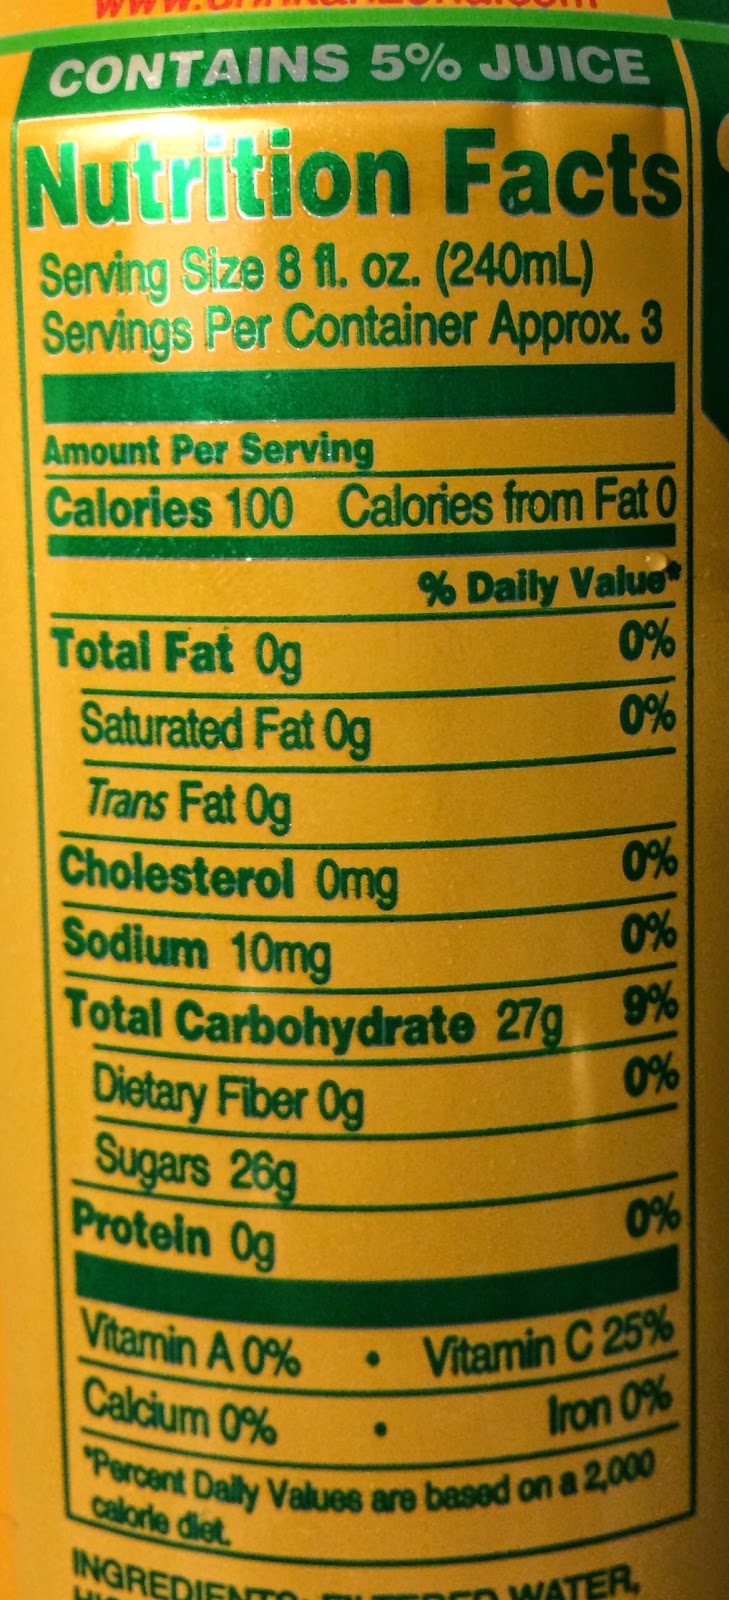 CONTAINS 5% JUICE
Nutrition Facts
Serving Size 8 fl. oz. (240mL)
Servings Per Container Approx. 3
Amount Per Serving
Calories 100 Calories from Fat 0
% Daily Value*
Total Fat 0g 0%
Saturated Fat 0g 0%
Trans Fat 0g
Cholesterol 0mg 0%
Sodium 10mg 0%
Total Carbohydrate 27g 9%
Dietary Fiber 0g 0%
Sugars 26g
Protein 0g 0%
Vitamin A 0% • Vitamin C 25%
Calcium 0% • Iron 0%
*Percent Daily Values are based on a 2,000
calorie diet.
INGREDIENTS: FILTERED WATER,